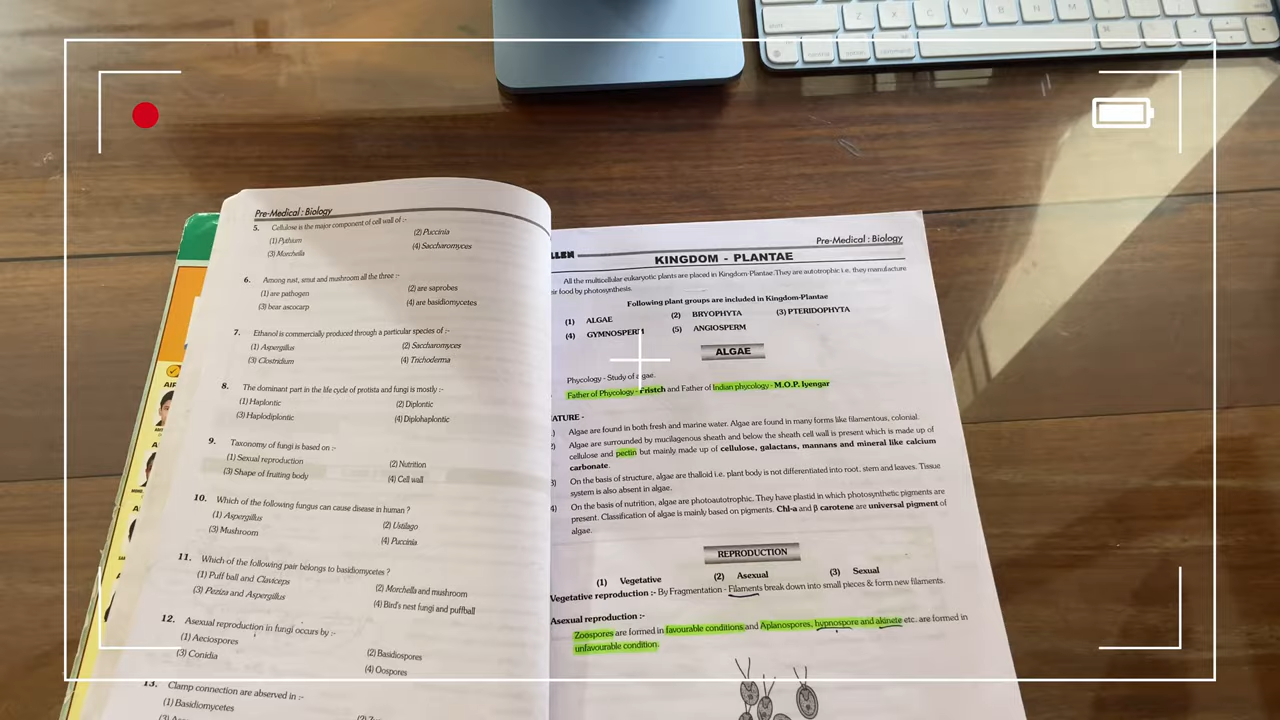 Pre-Medical : Biology
5. Cellulose is the major component of cell wall of :-
(1) Pythium (2) Puccinia
(3) Morchella (4) Saccharomyces
6. Among rust, smut and mushroom all the three :-
(1) are pathogen (2) are saprobes
(3) bear ascocarp (4) are basidiomycetes
7. Ethanol is commercially produced through a particular species of :-
(1) Aspergillus (2) Saccharomyces
(3) Clostridium (4) Trichoderma
8. The dominant part in the life cycle of protista and fungi is mostly :-
(1) Haplontic (2) Diplontic
(3) Haplodiplontic (4) Diplohaplontic
9. Taxonomy of fungi is based on :-
(1) Sexual reproduction (2) Nutrition
(3) Shape of fruiting body (4) Cell wall
10. Which of the following fungus can cause disease in human ?
(1) Aspergillus (2) Ustilago
(3) Mushroom (4) Puccinia
11. Which of the following pair belongs to basidiomycetes ?
(1) Puff ball and Claviceps (2) Morchella and mushroom
(3) Peziza and Aspergillus (4) Bird's nest fungi and puffball
12. Asexual reproduction in fungi occurs by :-
(1) Aeciospores (2) Basidiospores
(3) Conidia (4) Oospores
13. Clamp connection are observed in :-
(1) Basidiomycetes
Pre-Medical : Biology
KINGDOM - PLANTAE
All the multicellular eukaryotic plants are placed in Kingdom-Plantae. They are autotrophic i.e. they manufacture
food by photosynthesis.
Following plant groups are included in Kingdom-Plantae
(1) ALGAE (2) BRYOPHYTA (3) PTERIDOPHYTA
(4) GYMNOSPERM (5) ANGIOSPERM
ALGAE
Phycology - Study of algae.
Father of Phycology - Fristch and Father of Indian phycology - M.O.P. Iyengar
ATURE -
Algae are found in both fresh and marine water. Algae are found in many forms like filamentous, colonial.
Algae are surrounded by mucilagenous sheath and below the sheath cell wall is present which is made up of
cellulose and pectin but mainly made up of cellulose, galactans, mannans and mineral like calcium
carbonate.
3) On the basis of structure, algae are thalloid i.e. plant body is not differentiated into root, stem and leaves. Tissue
system is also absent in algae.
4) On the basis of nutrition, algae are photoautotrophic. They have plastid in which photosynthetic pigments are
present. Classification of algae is mainly based on pigments. Chl-a and β carotene are universal pigment of
algae.
REPRODUCTION
(1) Vegetative (2) Asexual (3) Sexual
Vegetative reproduction :- By Fragmentation - Filaments break down into small pieces & form new filaments.
Asexual reproduction :-
Zoospores are formed in favourable conditions and Aplanospores, hypnospore and akinete etc. are formed in
unfavourable condition.